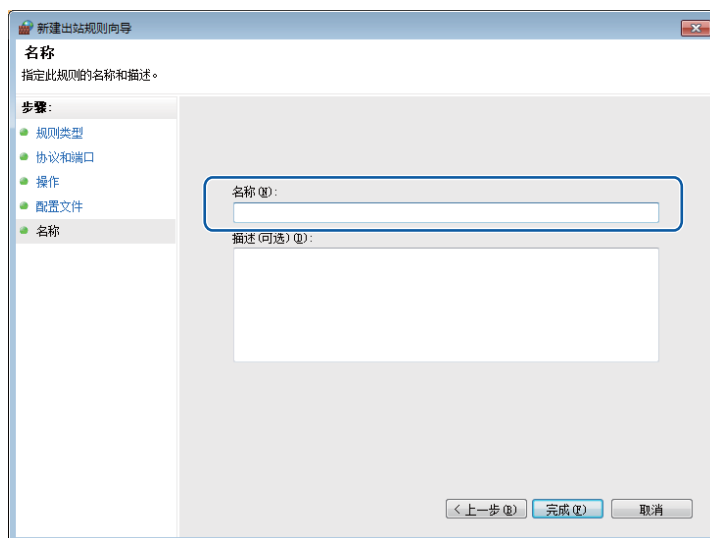 新建出站规则向导
名称
指定此规则的名称和描述。
步骤:
规则类型
协议和端口
操作
配置文件
名称
名称(N):
描述(可选)(D):
< 上一步(B)
完成(F)
取消